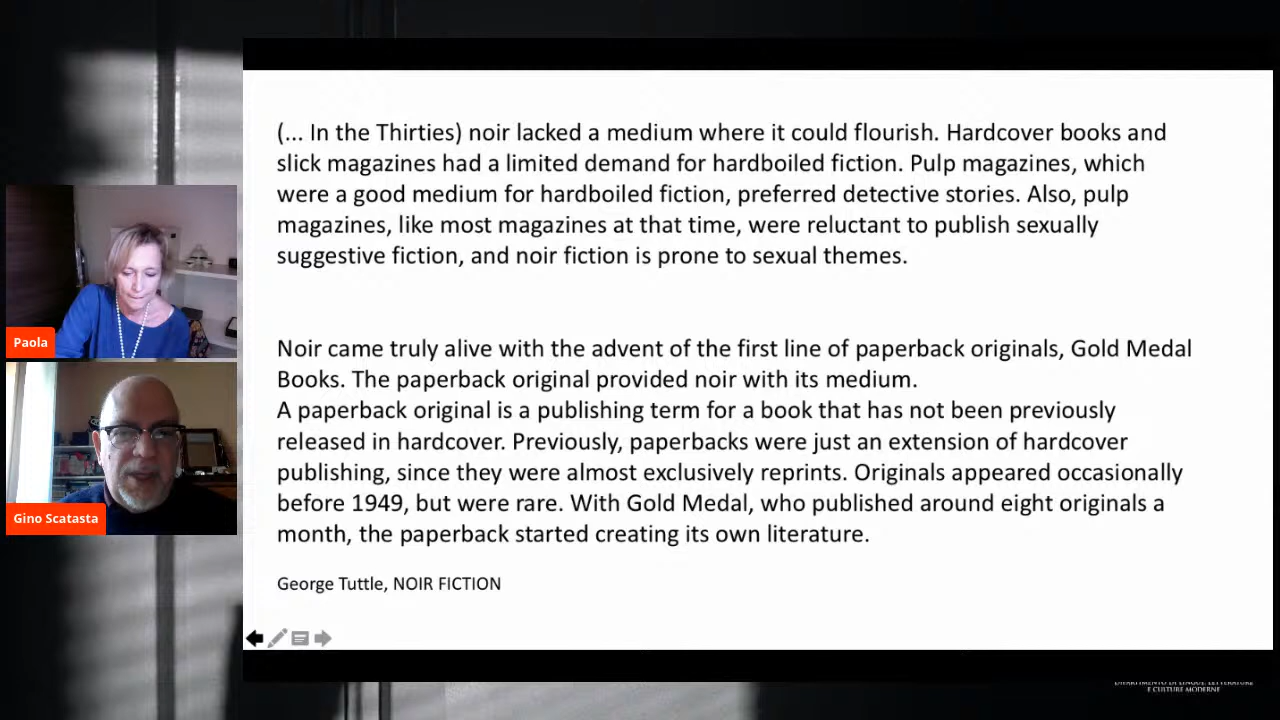 (... In the Thirties) noir lacked a medium where it could flourish. Hardcover books and
slick magazines had a limited demand for hardboiled fiction. Pulp magazines, which
were a good medium for hardboiled fiction, preferred detective stories. Also, pulp
magazines, like most magazines at that time, were reluctant to publish sexually
suggestive fiction, and noir fiction is prone to sexual themes.
Noir came truly alive with the advent of the first line of paperback originals, Gold Medal
Books. The paperback original provided noir with its medium.
A paperback original is a publishing term for a book that has not been previously
released in hardcover. Previously, paperbacks were just an extension of hardcover
publishing, since they were almost exclusively reprints. Originals appeared occasionally
before 1949, but were rare. With Gold Medal, who published around eight originals a
month, the paperback started creating its own literature.
George Tuttle, NOIR FICTION
Paola
Gino Scatasta
DIPARTIMENTO DI LINGUE, LETTERATURE
E CULTURE MODERNE